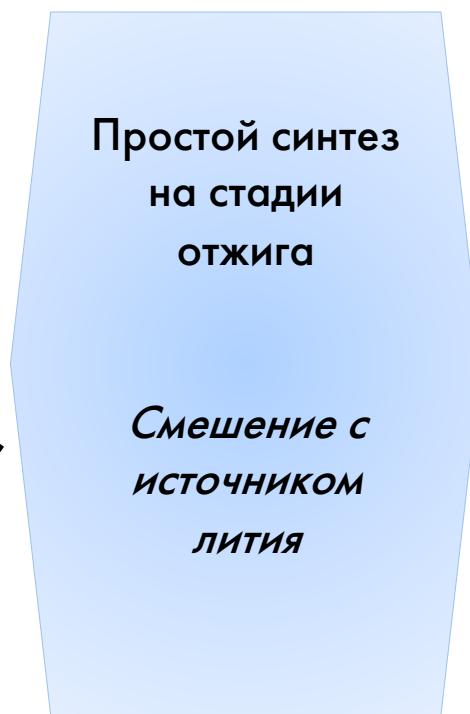 Простой синтез
на стадии
отжига
Смешение с
источником
лития